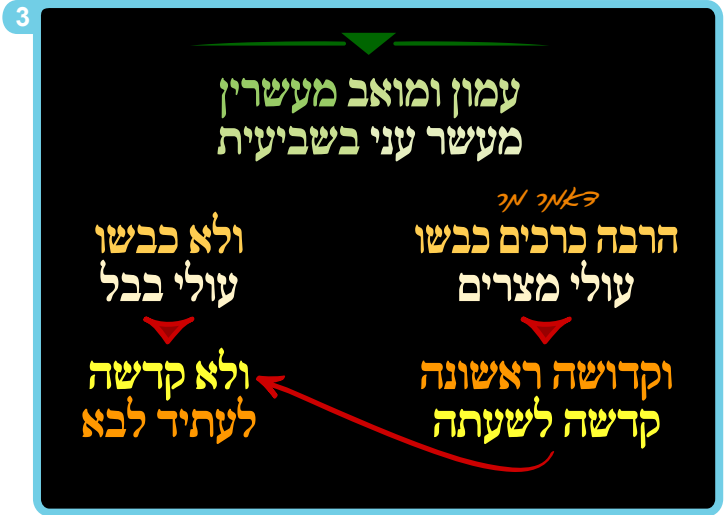 3
עמון ומואב מעשרין
מעשר עני בשביעית
דאמר מר
הרבה כרכים כבשו
עולי מצרים
וקדושה ראשונה
קדשה לשעתה
ולא כבשו
עולי בבל
ולא קדשה
לעתיד לבא